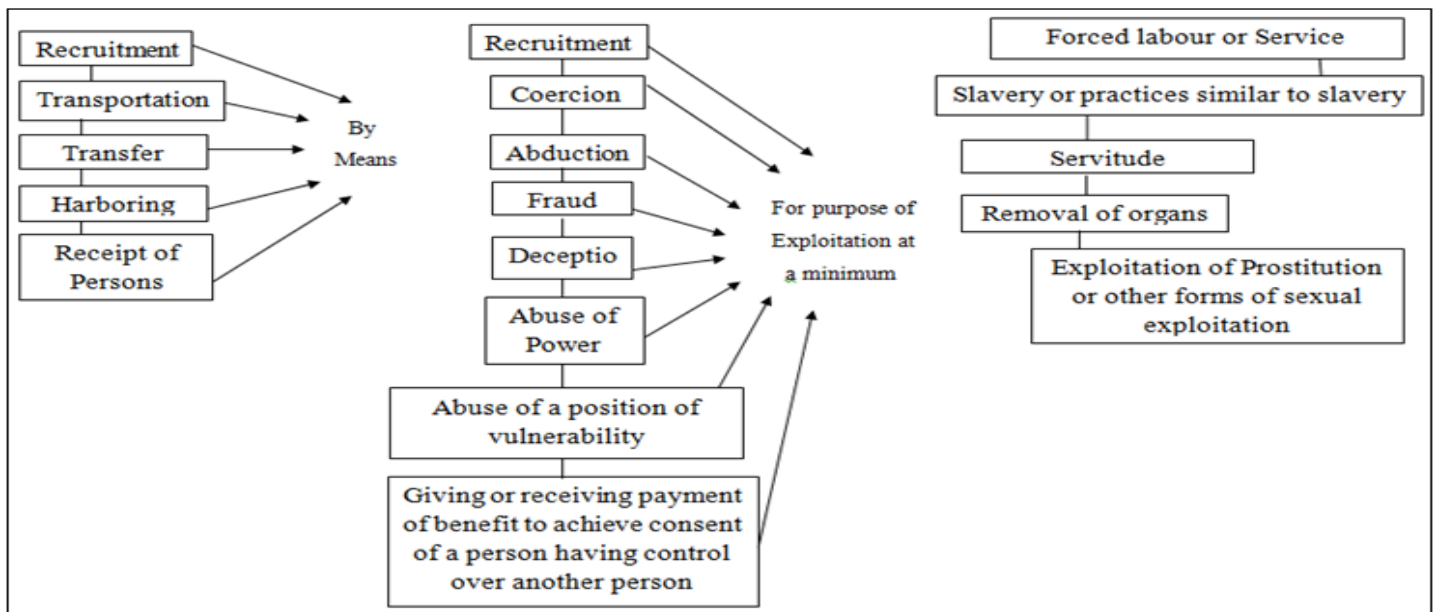 Recruitment
Transportation
Transfer
Harboring
Receipt of
Persons
By
Means
Recruitment
Coercion
Abduction
Fraud
Deceptio
Abuse of
Power
Abuse of a position of
vulnerability
Giving or receiving payment
of benefit to achieve consent
of a person having control
over another person
For purpose of
Exploitation at
a minimum
Forced labour or Service
Slavery or practices similar to slavery
Servitude
Removal of organs
Exploitation of Prostitution
or other forms of sexual
exploitation